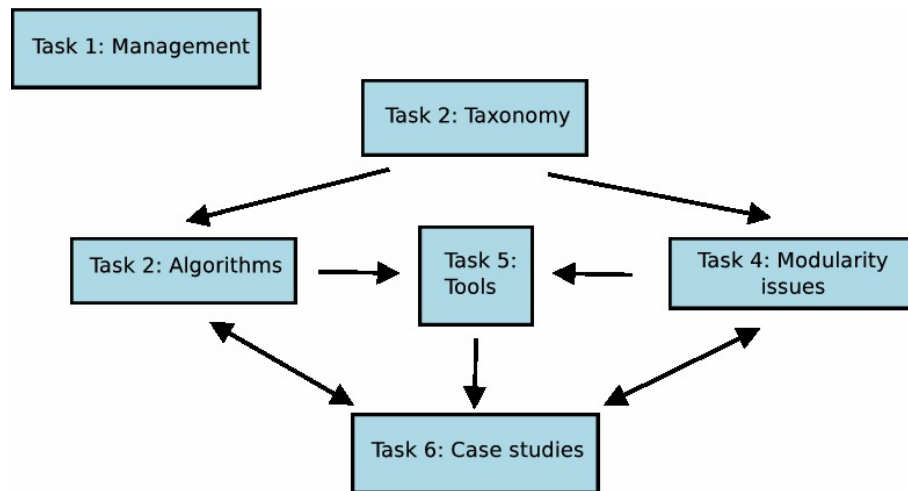 Task 1: Management
Task 2: Taxonomy
Task 2: Algorithms
Task 5:
Tools
Task 4: Modularity
issues
Task 6: Case studies